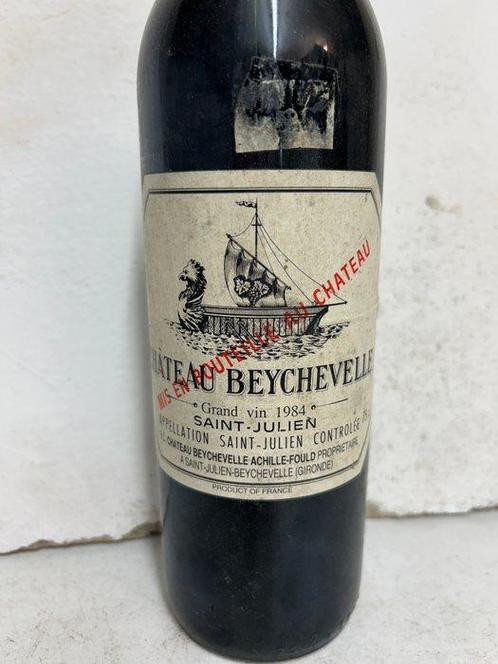 MIS EN BOUTEILLE AU CHATEAU
CHATEAU BEYCHEVELLE
Grand vin 1984
SAINT-JULIEN
APPELLATION SAINT-JULIEN CONTROLÉE
CHATEAU BEYCHEVELLE ACHILLE-FOULD PROPRIETAIRE
A SAINT-JULIEN-BEYCHEVELLE (GIRONDE)
PRODUCT OF FRANCE